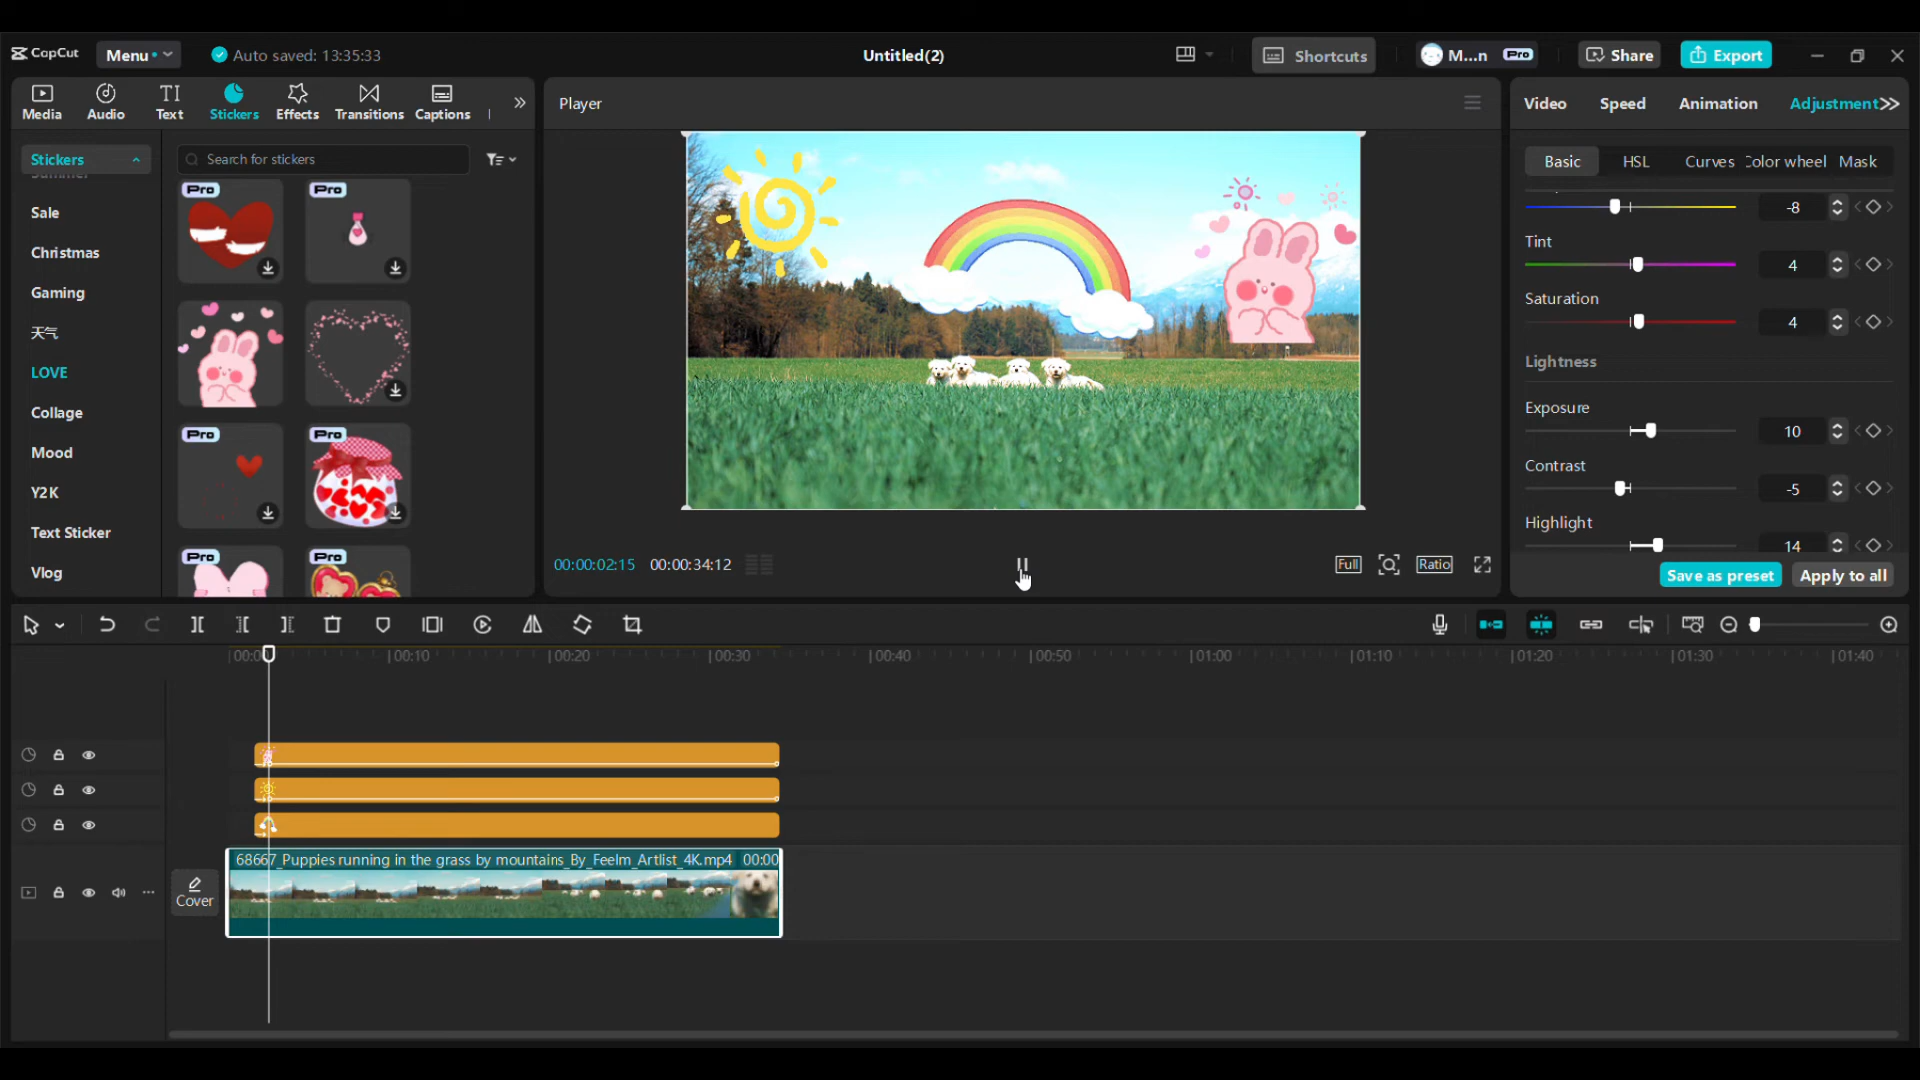 CapCut
Menu
Auto saved: 13:35:33
Untitled(2)
Shortcuts
M...n
Pro
Share
Export
Media
Audio
Text
Stickers
Effects
Transitions
Captions
Player
Video
Speed
Animation
Adjustment
Stickers
Search for stickers
Basic
HSL
Curves
Color wheel
Mask
Summer
Sale
Christmas
Gaming
天气
LOVE
Collage
Mood
Y2K
Text Sticker
Vlog
Pro
Pro
Pro
Pro
Pro
Pro
-8
Tint
4
Saturation
4
Lightness
Exposure
10
Contrast
-5
Highlight
14
Save as preset
Apply to all
00:00:02:15
00:00:34:12
Full
Ratio
00:00
00:10
00:20
00:30
00:40
00:50
01:00
01:10
01:20
01:30
01:40
68667_Puppies running in the grass by mountains_By_Feelm_Artlist_4K.mp4
00:00
Cover